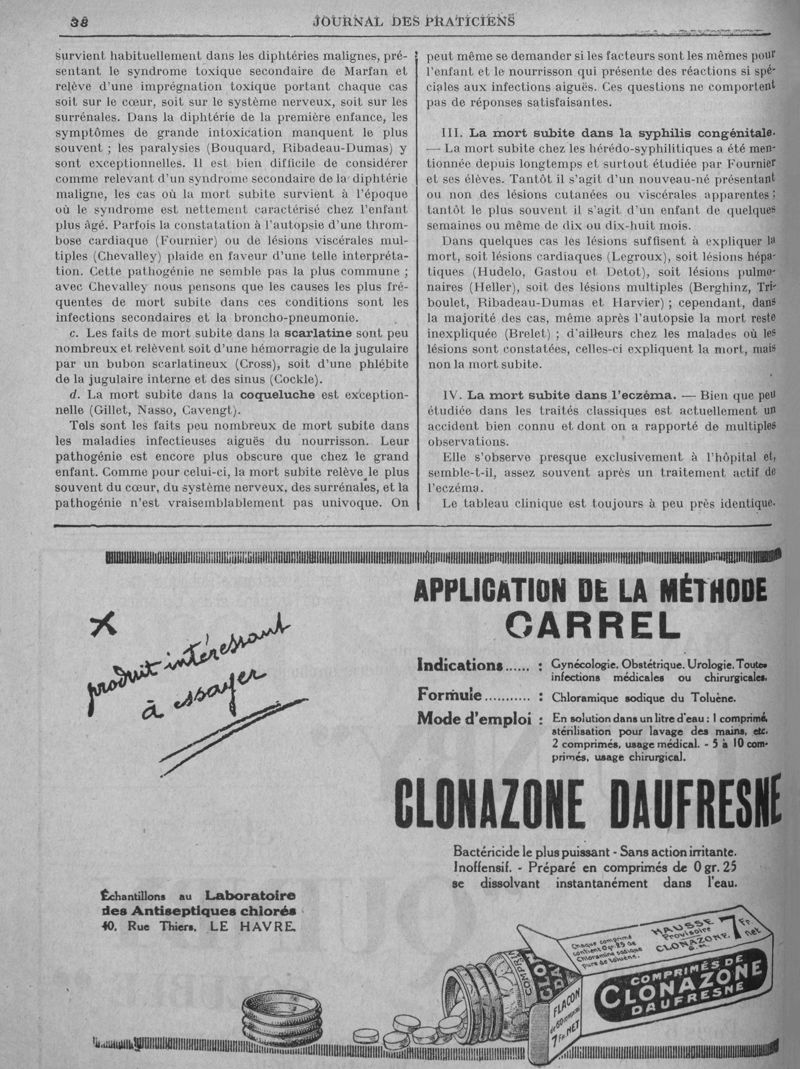 38
JOURNAL DES PRATICIENS
survient habituellement dans les diphtéries malignes, pré-
sentant le syndrome toxique secondaire de Marfan et
relève d'une imprégnation toxique portant chaque cas
soit sur le cœur, soit sur le système nerveux, soit sur les
surrénales. Dans la diphtérie de la première enfance, les
symptômes de grande intoxication manquent le plus
souvent ; les paralysies (Bouquard, Ribadeau-Dumas) y
sont exceptionnelles. Il est bien difficile de considérer
comme relevant d'un syndrome secondaire de la diphtérie
maligne, les cas où la mort subite survient à l'époque
où le syndrome est nettement caractérisé chez l'enfant
plus âgé. Parfois la constatation à l'autopsie d'une throm-
bose cardiaque (Fournier) ou de lésions viscérales mul-
tiples (Chevalley) plaide en faveur d'une telle interpréta-
tion. Cette pathogénie ne semble pas la plus commune ;
avec Chevalley nous pensons que les causes les plus fré-
quentes de mort subite dans ces conditions sont les
infections secondaires et la broncho-pneumonie.
c. Les faits de mort subite dans la scarlatine sont peu
nombreux et relèvent soit d'une hémorragie de la jugulaire
par un bubon scarlatineux (Cross), soit d'une phlébite
de la jugulaire interne et des sinus (Cockle).
d. La mort subite dans la coqueluche est exception-
nelle (Gillet, Nasso, Cavengt).
Tels sont les faits peu nombreux de mort subite dans
les maladies infectieuses aiguës du nourrisson. Leur
pathogénie est encore plus obscure que chez le grand
enfant. Comme pour celui-ci, la mort subite relève le plus
souvent du cœur, du système nerveux, des surrénales, et la
pathogénie n'est vraisemblablement pas univoque. On
peut même se demander si les facteurs sont les mêmes pour
l'enfant et le nourrisson qui présente des réactions si spé-
ciales aux infections aiguës. Ces questions ne comportent
pas de réponses satisfaisantes.
III. La mort subite dans la syphilis congénitale.
— La mort subite chez les hérédo-syphilitiques a été men-
tionnée depuis longtemps et surtout étudiée par Fournier
et ses élèves. Tantôt il s'agit d'un nouveau-né présentant
ou non des lésions cutanées ou viscérales apparentes ;
tantôt le plus souvent il s'agit d'un enfant de quelques
semaines ou même de dix ou dix-huit mois.
Dans quelques cas les lésions suffisent à expliquer la
mort, soit lésions cardiaques (Legroux), soit lésions hépa-
tiques (Hudelo, Gastou et Detot), soit lésions pulmo-
naires (Heller), soit des lésions multiples (Berghinz, Tri-
boulet, Ribadeau-Dumas et Harvier) ; cependant, dans
la majorité des cas, même après l'autopsie la mort reste
inexpliquée (Brelet) ; d'ailleurs chez les malades où les
lésions sont constatées, celles-ci expliquent la mort, mais
non la mort subite.
IV. La mort subite dans l'eczéma. — Bien que peu
étudiée dans les traités classiques est actuellement un
accident bien connu et dont on a rapporté de multiples
observations.
Elle s'observe presque exclusivement à l'hôpital et,
semble-t-il, assez souvent après un traitement actif de
l'eczéma.
Le tableau clinique est toujours à peu près identique.
X
produit intéressant
à essayer
APPLICATION DE LA MÉTHODE
CARREL
Indications...... : Gynécologie. Obstétrique. Urologie. Toutes
infections médicales ou chirurgicales.
Formule........... : Chloramique sodique du Toluène.
Mode d'emploi : En solution dans un litre d'eau : 1 comprimé,
stérilisation pour lavage des mains, etc.
2 comprimés, usage médical. - 5 à 10 com-
primés, usage chirurgical.
CLONAZONE DAUFRESNE
Bactéricide le plus puissant - Sans action irritante.
Inoffensif. - Préparé en comprimés de 0 gr. 25
se dissolvant instantanément dans l'eau.
Échantillons au Laboratoire
des Antiseptiques chlorés
40, Rue Thiers, LE HAVRE.
Chaque comprimé
contient 0 gr 25 de
Chloramine sodique
pure de toluène.
HAUSSE
Provisoire
CLONAZONE.
7 Fr.
net
COMPRIMÉS DE
CLONAZONE
DAUFRESNE
FLACON
7 Fr. NET